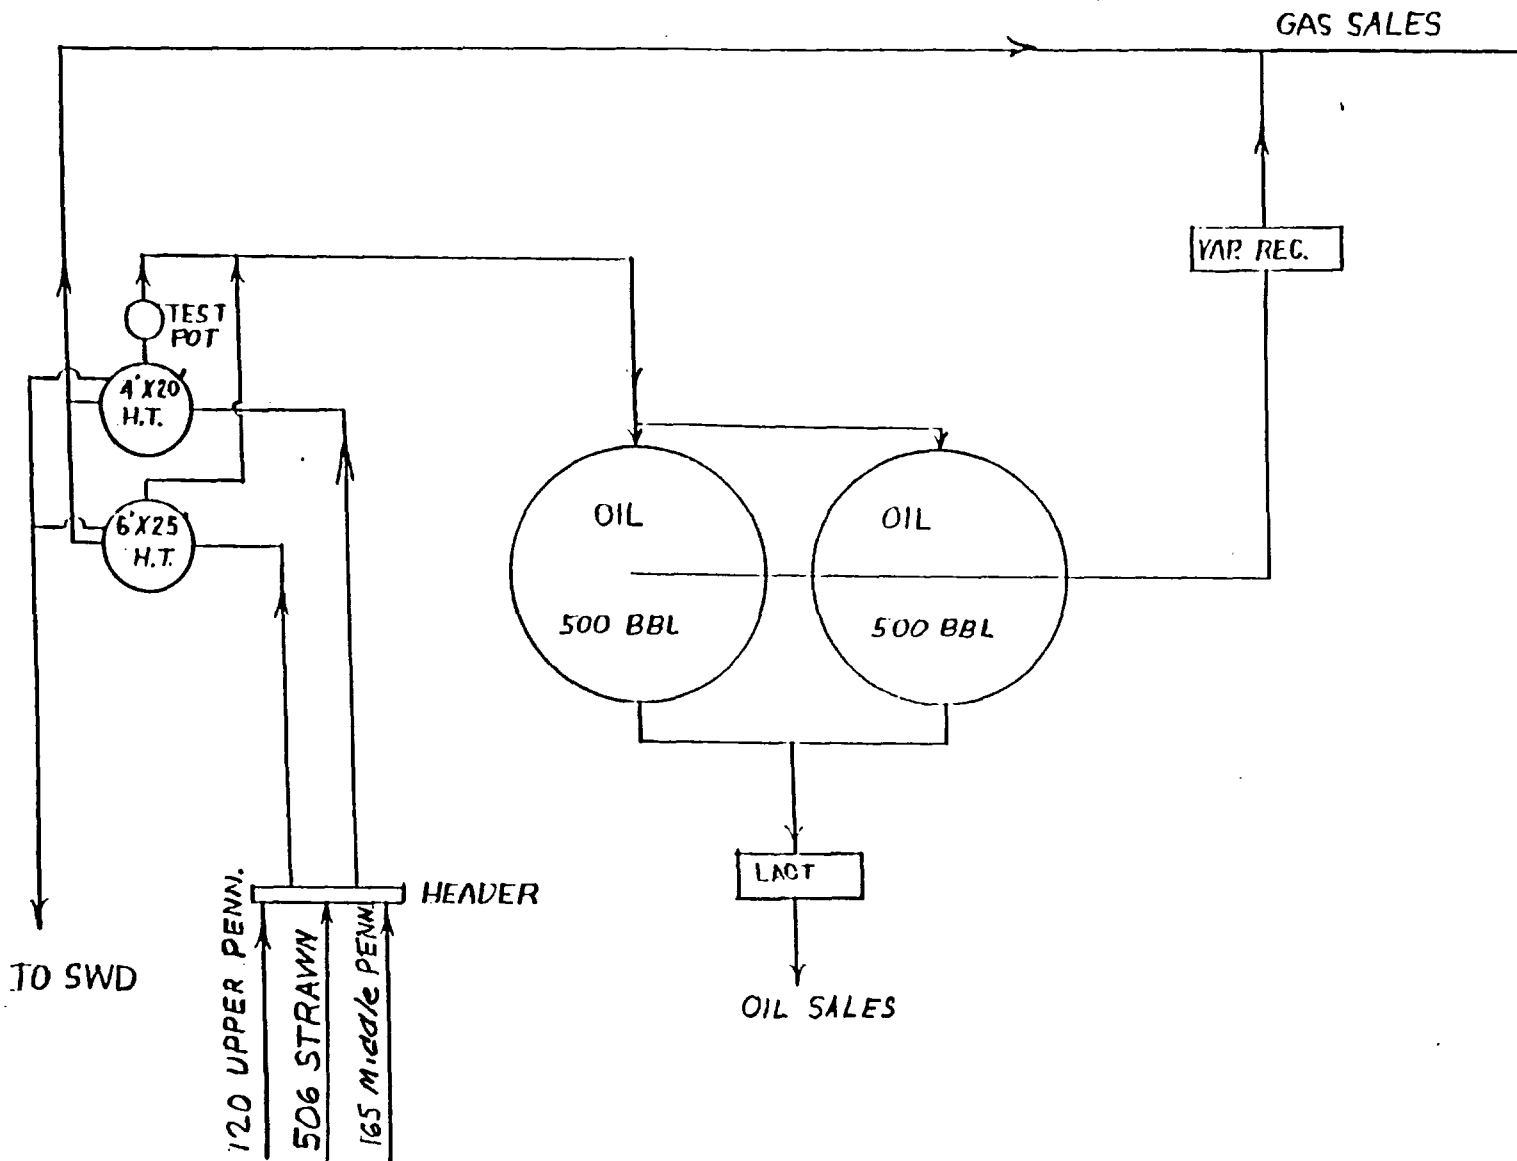 GAS SALES
VAP. REC.
TEST
POT
4'X20'
H.T.
6'X25'
H.T.
OIL
500 BBL
OIL
500 BBL
LACT
OIL SALES
HEADER
TO SWD
120 UPPER PENN.
506 STRAWN
165 Middle PENN.